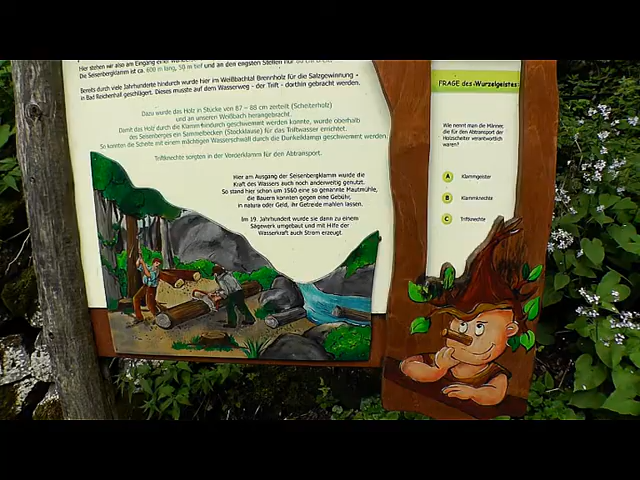 Hier stehen wir also am Eingang einer
Die Seisenbergklamm ist ca. 600 m lang, 50 m tief und an den engsten Stellen nur
Bereits durch viele Jahrhunderte hindurch wurde hier im Weißbachtal Brennholz für die Salzgewinnung -
in Bad Reichenhall geschlägert. Dieses musste auf dem Wasserweg - der Trift - dorthin gebracht werden.
Dazu wurde das Holz in Stücke von 87 – 88 cm zerteilt (Scheiterholz)
und an unseren Weißbach herangebracht.
Damit das Holz durch die Klamm hindurch geschwemmt werden konnte, wurde oberhalb
des Seisenberges ein Sammelbecken (Stockklause) für das Triftwasser errichtet.
So konnten die Scheite mit einem mächtigen Wasserschwall durch die Dunkelklamm geschwemmt werden.
Triftknechte sorgten in der Vorderklamm für den Abtransport.
Hier am Ausgang der Seisenbergklamm wurde die
Kraft des Wassers auch noch anderweitig genutzt.
So stand hier schon um 1560 eine so genannte Mautmühle,
die Bauern konnten gegen eine Gebühr,
in natura oder Geld, ihr Getreide mahlen lassen.
Im 19. Jahrhundert wurde sie dann zu einem
Sägewerk umgebaut und mit Hilfe der
Wasserkraft auch Strom erzeugt.
FRAGE des Wurzelgeistes:
Wie nennt man die Männer,
die für den Abtransport der
Holzscheiter verantwortlich
waren?
A Klammgeister
B Klammknechte
C Triftknechte